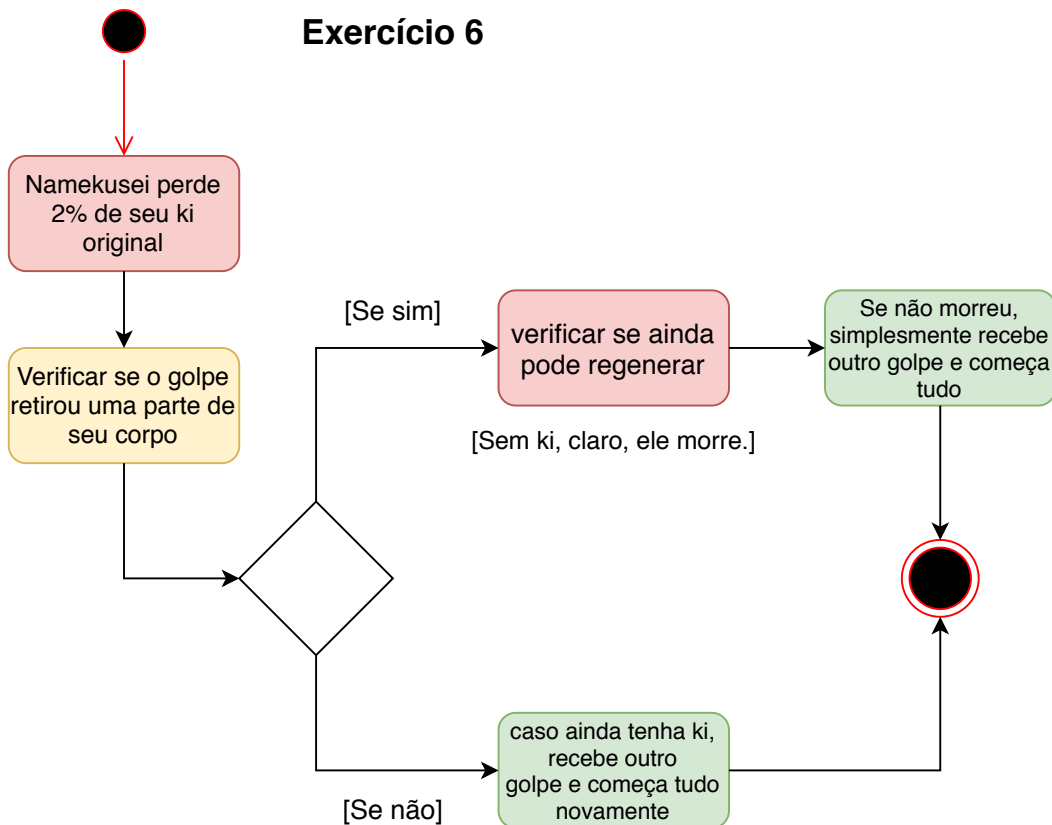 Exercício 6
Namekusei perde
2% de seu ki
original
Verificar se o golpe
retirou uma parte de
seu corpo
[Se sim]
verificar se ainda
pode regenerar
[Sem ki, claro, ele morre.]
Se não morreu,
simplesmente recebe
outro golpe e começa
tudo
[Se não]
caso ainda tenha ki,
recebe outro
golpe e começa tudo
novamente